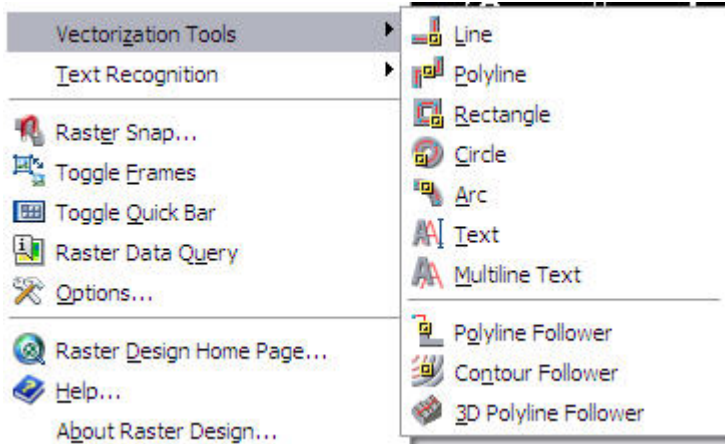 Vectorization Tools
Text Recognition
Raster Snap...
Toggle Frames
Toggle Quick Bar
Raster Data Query
Options...
Raster Design Home Page...
Help...
About Raster Design...
Line
Polyline
Rectangle
Circle
Arc
Text
Multiline Text
Polyline Follower
Contour Follower
3D Polyline Follower